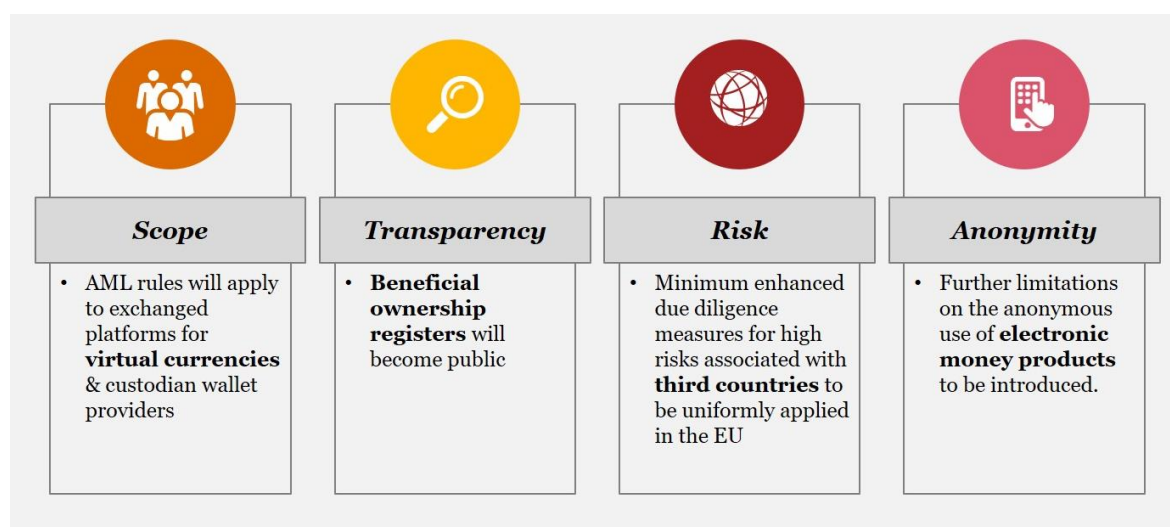 Scope
• AML rules will apply
to exchanged
platforms for
virtual currencies
& custodian wallet
providers
Transparency
• Beneficial
ownership
registers will
become public
Risk
• Minimum enhanced
due diligence
measures for high
risks associated with
third countries to
be uniformly applied
in the EU
Anonymity
• Further limitations
on the anonymous
use of electronic
money products
to be introduced.